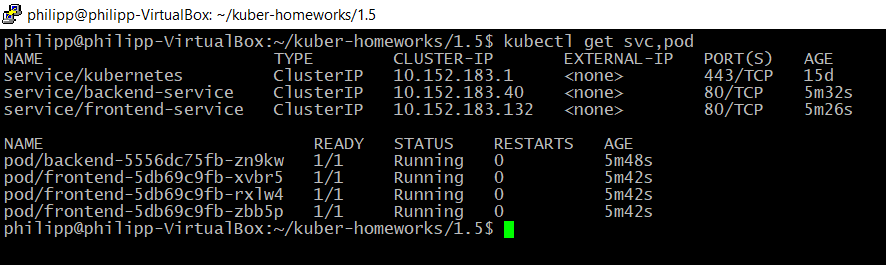 philipp@philipp-VirtualBox: ~/kuber-homeworks/1.5
philipp@philipp-VirtualBox:~/kuber-homeworks/1.5$ kubectl get svc,pod
NAME TYPE CLUSTER-IP EXTERNAL-IP PORT(S) AGE
service/kubernetes ClusterIP 10.152.183.1 <none> 443/TCP 15d
service/backend-service ClusterIP 10.152.183.40 <none> 80/TCP 5m32s
service/frontend-service ClusterIP 10.152.183.132 <none> 80/TCP 5m26s
NAME READY STATUS RESTARTS AGE
pod/backend-5556dc75fb-zn9kw 1/1 Running 0 5m48s
pod/frontend-5db69c9fb-xvbr5 1/1 Running 0 5m42s
pod/frontend-5db69c9fb-rxlw4 1/1 Running 0 5m42s
pod/frontend-5db69c9fb-zbb5p 1/1 Running 0 5m42s
philipp@philipp-VirtualBox:~/kuber-homeworks/1.5$